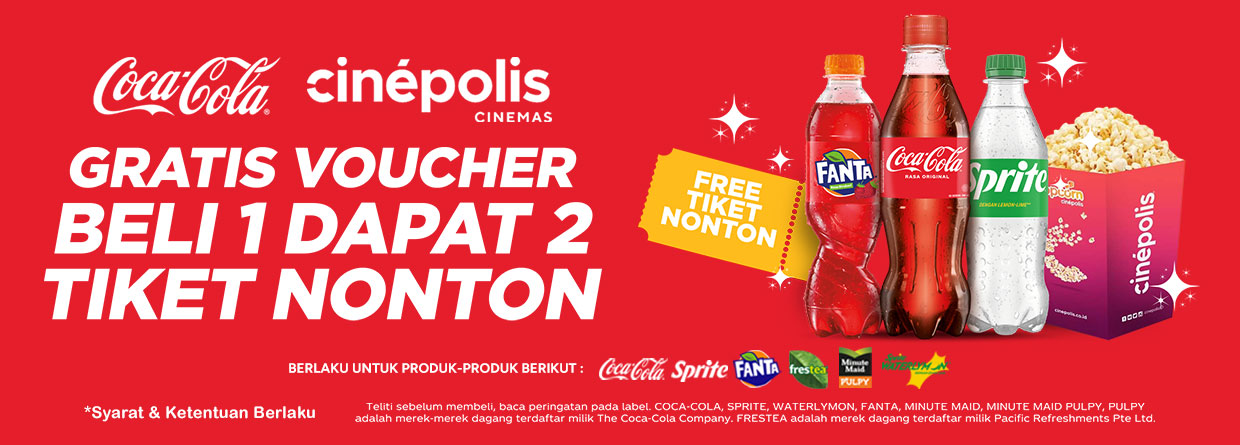 Coca-Cola
cinépolis
CINEMAS
GRATIS VOUCHER
BELI 1 DAPAT 2
TIKET NONTON
FREE
TIKET
NONTON
FANTA
Coca-Cola
RASA ORIGINAL
Sprite
DENGAN LEMON-LIME
cinépolis
cinépolis
cinepolis.co.id
BERLAKU UNTUK PRODUK-PRODUK BERIKUT :
Coca-Cola Sprite FANTA frestea Minute Maid PULPY
*Syarat & Ketentuan Berlaku
Teliti sebelum membeli, baca peringatan pada label. COCA-COLA, SPRITE, WATERLYMON, FANTA, MINUTE MAID, MINUTE MAID PULPY, PULPY
adalah merek-merek dagang terdaftar milik The Coca-Cola Company. FRESTEA adalah merek dagang terdaftar milik Pacific Refreshments Pte Ltd.